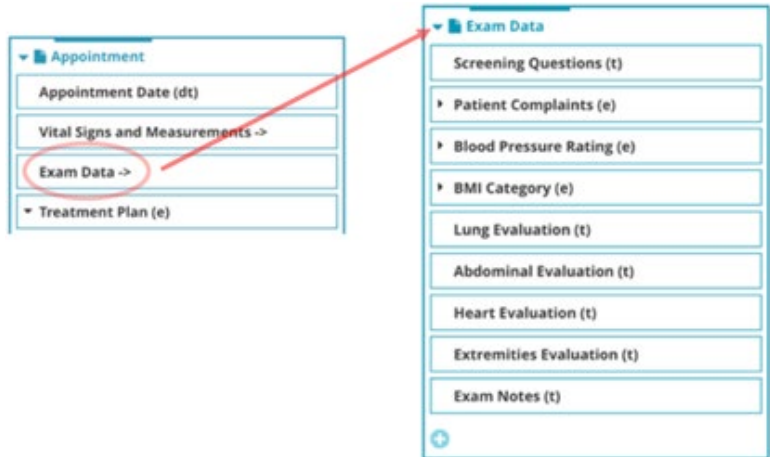 Appointment
Appointment Date (dt)
Vital Signs and Measurements ->
Exam Data ->
Treatment Plan (e)
Exam Data
Screening Questions (t)
Patient Complaints (e)
Blood Pressure Rating (e)
BMI Category (e)
Lung Evaluation (t)
Abdominal Evaluation (t)
Heart Evaluation (t)
Extremities Evaluation (t)
Exam Notes (t)